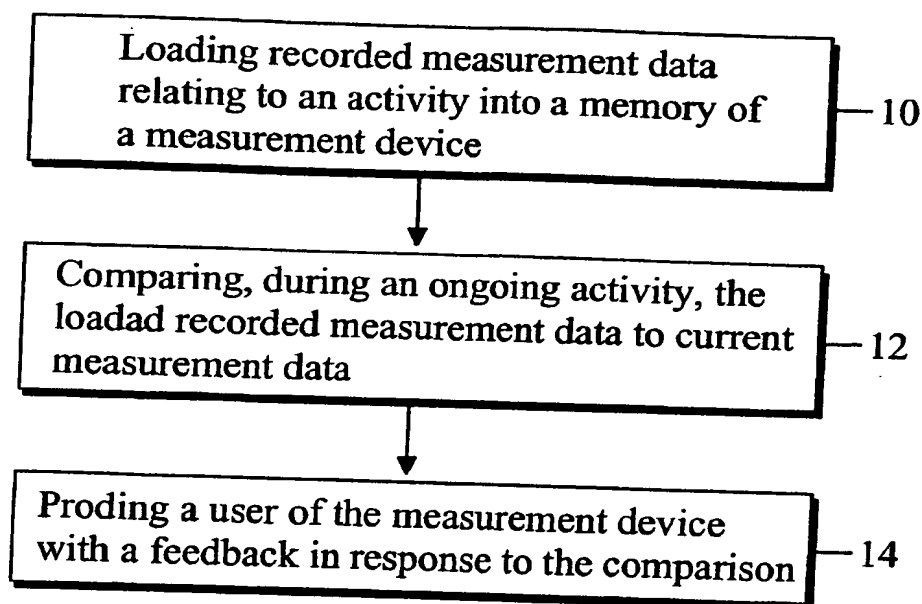 Loading recorded measurement data
relating to an activity into a memory of
a measurement device
10
Comparing, during an ongoing activity, the
loadad recorded measurement data to current
measurement data
12
Proding a user of the measurement device
with a feedback in response to the comparison
14